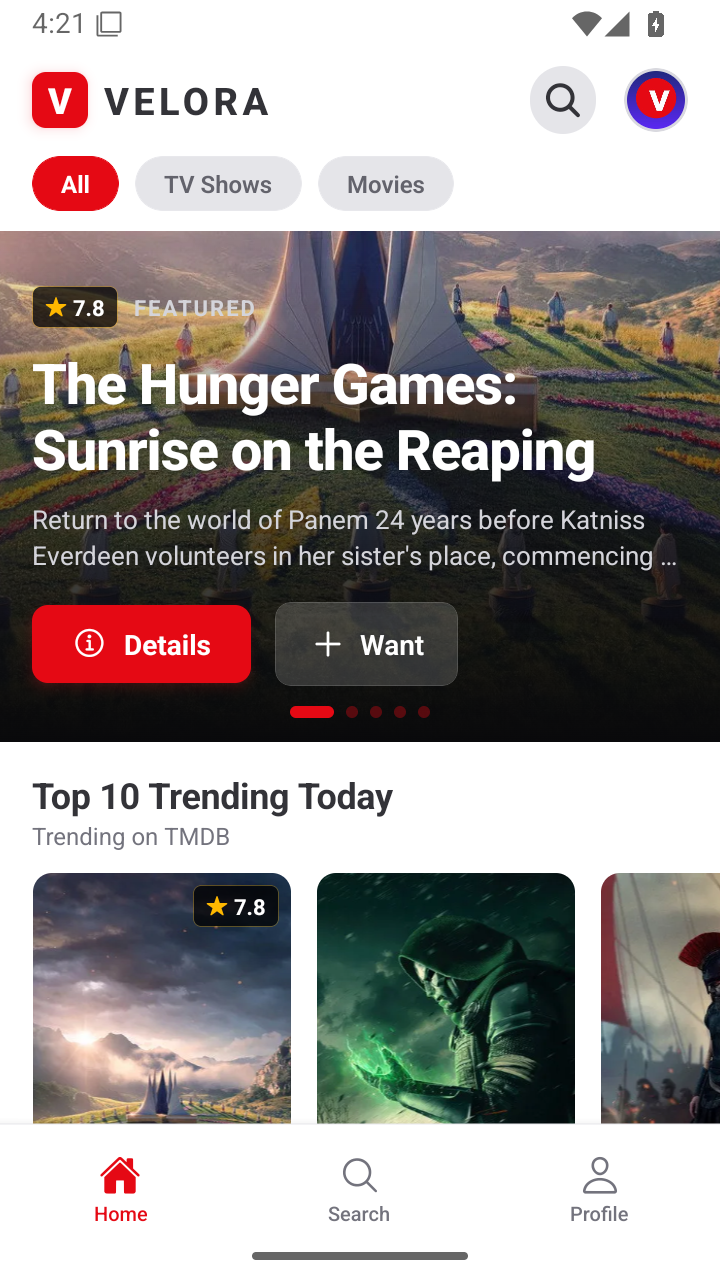 4:21
V VELORA
V
All TV Shows Movies
7.8 FEATURED
The Hunger Games:
Sunrise on the Reaping
Return to the world of Panem 24 years before Katniss
Everdeen volunteers in her sister's place, commencing ...
Details Want
Top 10 Trending Today
Trending on TMDB
7.8
Home Search Profile